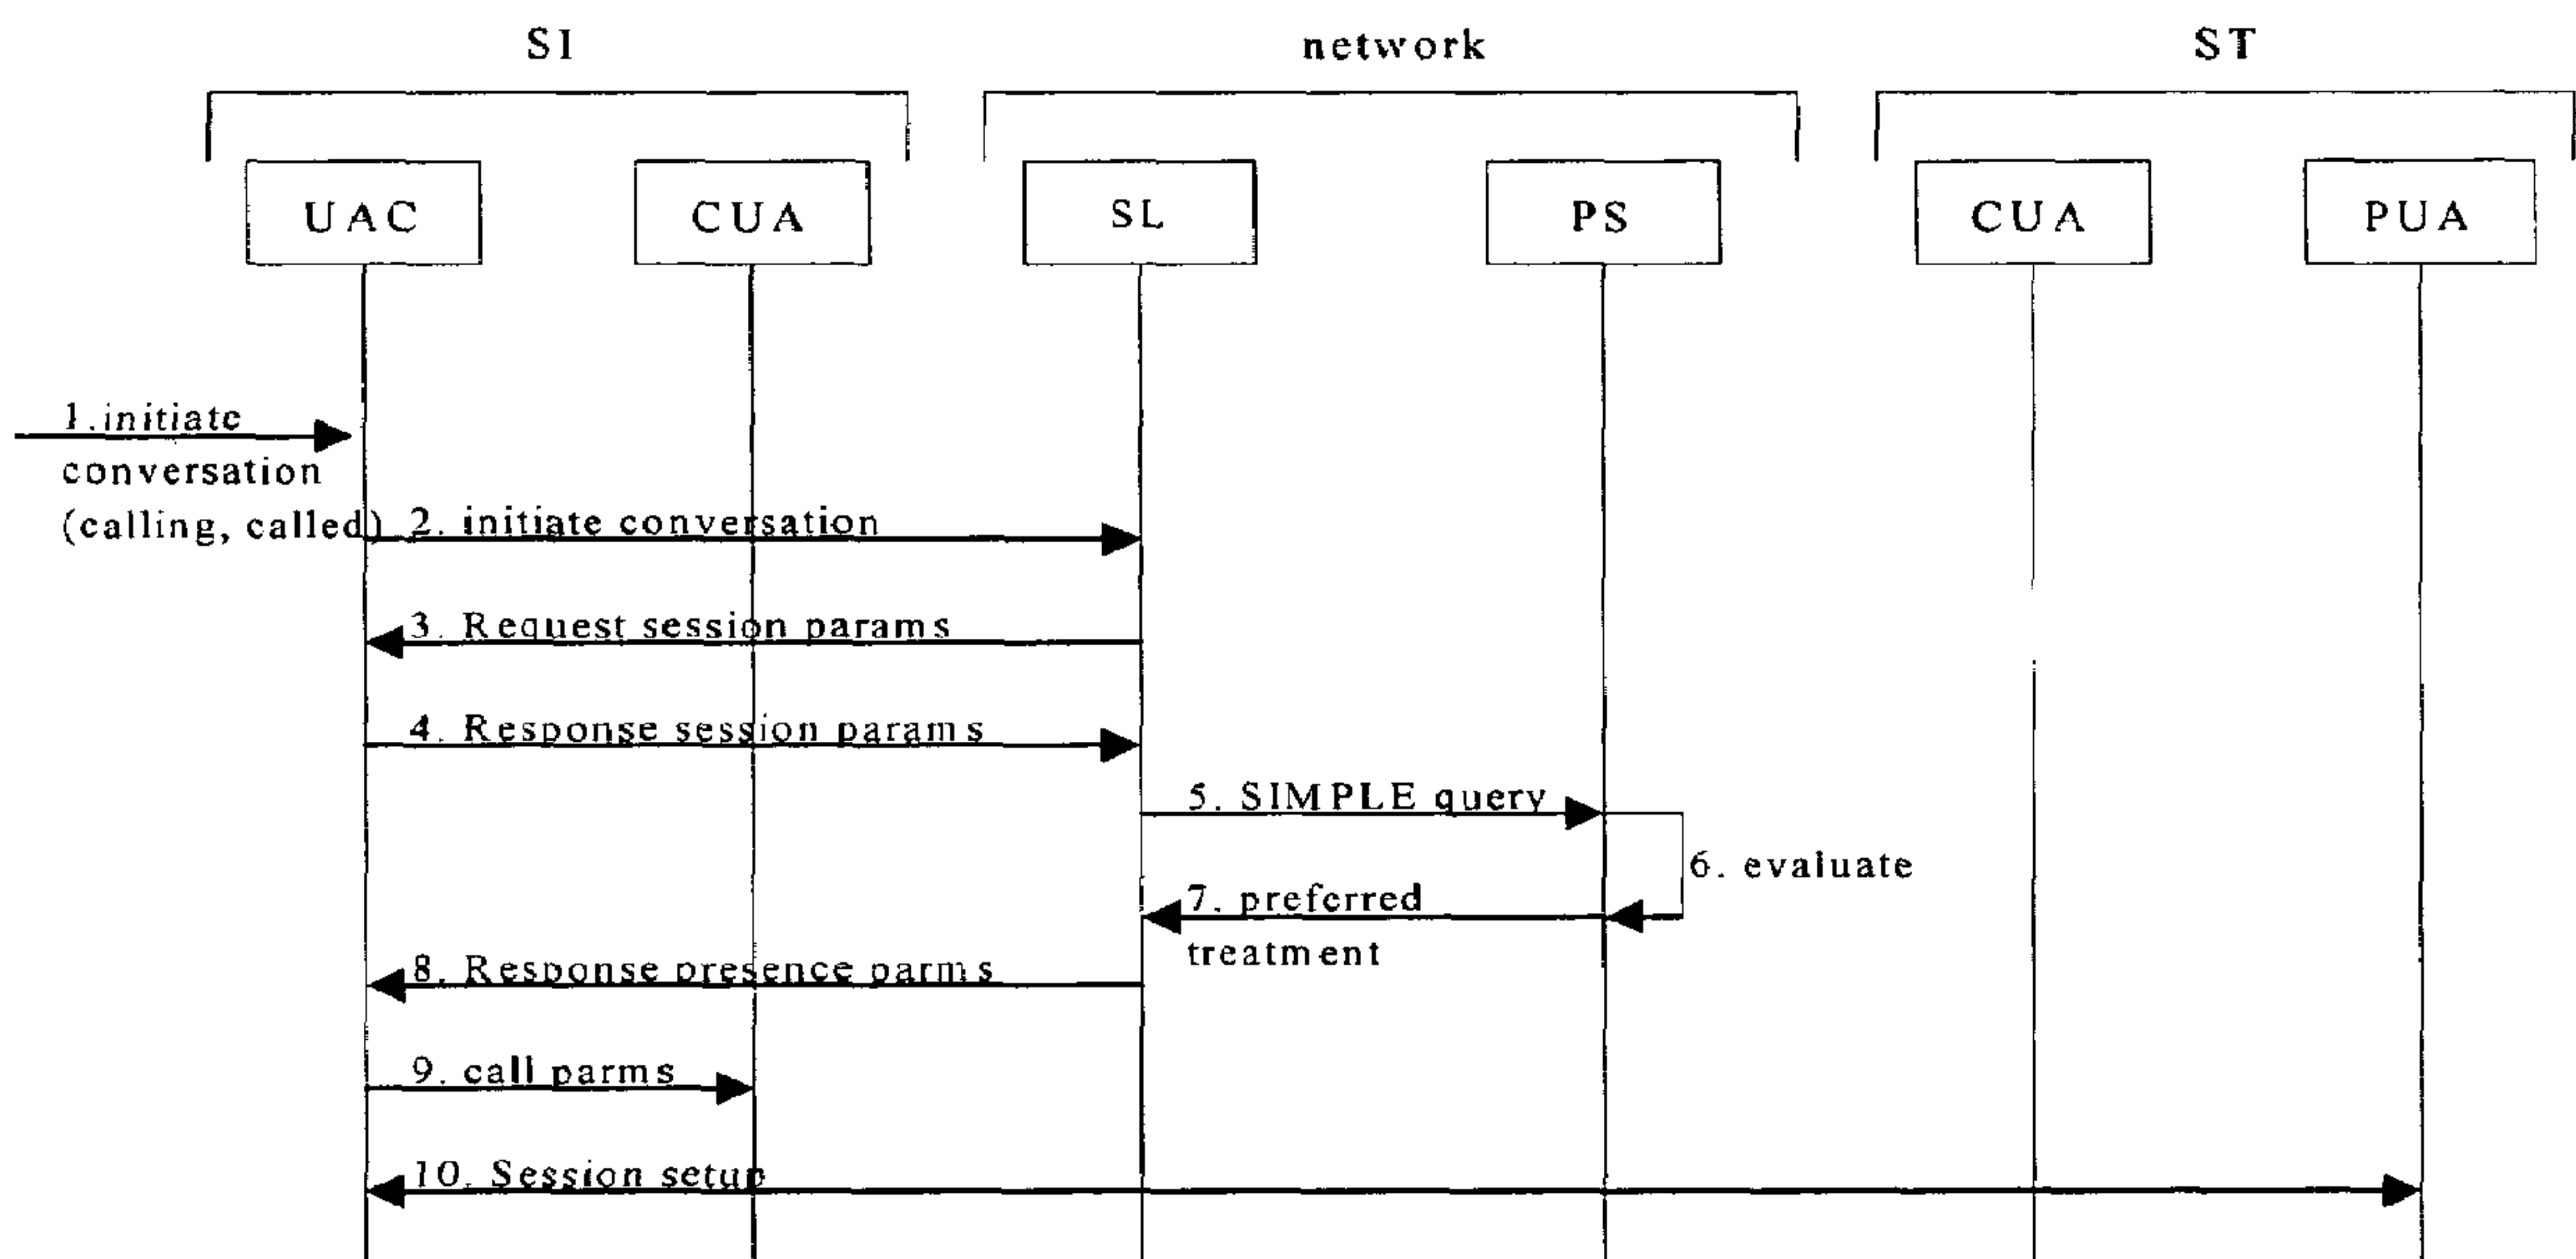 SI network ST
UAC CUA SL PS CUA PUA
1.initiate
conversation
(calling, called)
2. initiate conversation
3. Request session params
4. Response session params
5. SIMPLE query
6. evaluate
7. preferred
treatment
8. Response presence parms
9. call parms
10. Session setup